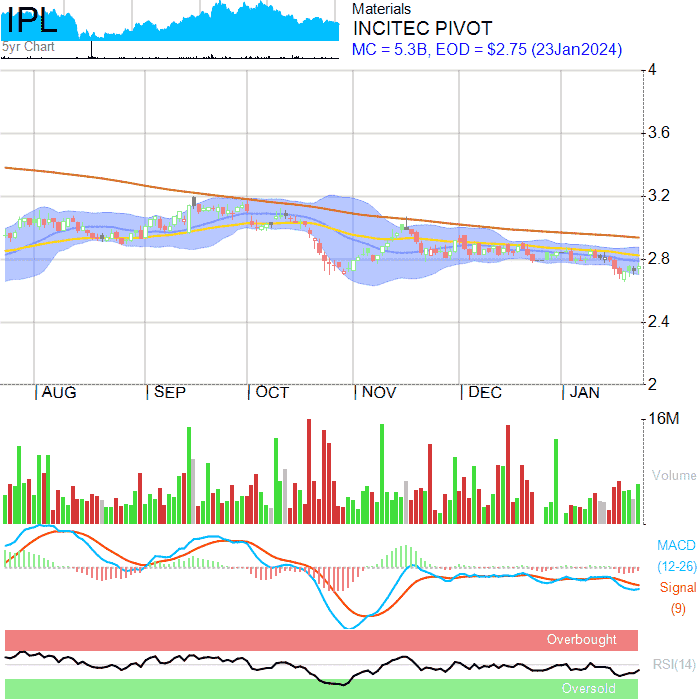 IPL
5yr Chart
Materials
INCITEC PIVOT
MC = 5.3B, EOD = $2.75 (23Jan2024)
4
3.6
3.2
2.8
2.4
2
AUG SEP OCT NOV DEC JAN
16M
Volume
MACD
(12-26)
Signal
(9)
Overbought
RSI(14)
Oversold